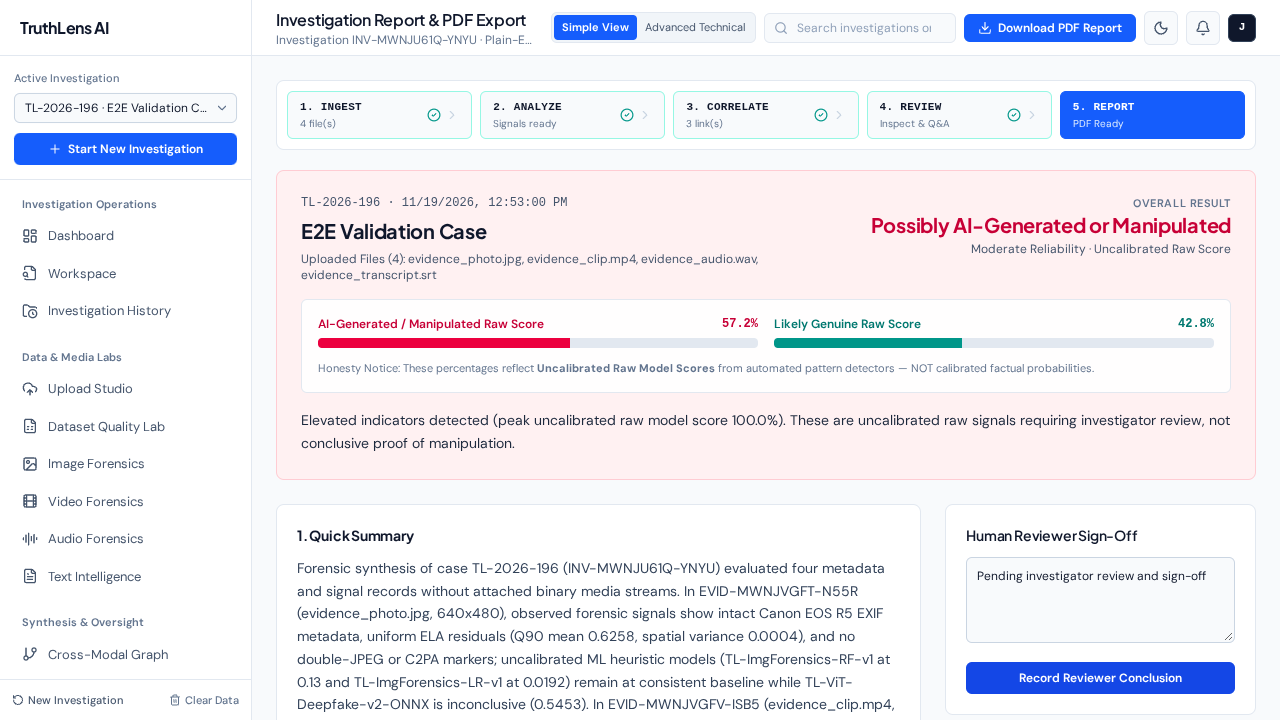 TruthLens AI
Active Investigation
TL-2026-196 · E2E Validation C...
Start New Investigation
Investigation Operations
Dashboard
Workspace
Investigation History
Data & Media Labs
Upload Studio
Dataset Quality Lab
Image Forensics
Video Forensics
Audio Forensics
Text Intelligence
Synthesis & Oversight
Cross-Modal Graph
New Investigation
Clear Data
Investigation Report & PDF Export
Investigation INV-MWNJU61Q-YNYU · Plain-E...
Simple View
Advanced Technical
Search investigations or
Download PDF Report
J
1. INGEST
4 file(s)
2. ANALYZE
Signals ready
3. CORRELATE
3 link(s)
4. REVIEW
Inspect & Q&A
5. REPORT
PDF Ready
TL-2026-196 · 11/19/2026, 12:53:00 PM
E2E Validation Case
Uploaded Files (4): evidence_photo.jpg, evidence_clip.mp4, evidence_audio.wav,
evidence_transcript.srt
OVERALL RESULT
Possibly AI-Generated or Manipulated
Moderate Reliability · Uncalibrated Raw Score
AI-Generated / Manipulated Raw Score
57.2%
Likely Genuine Raw Score
42.8%
Honesty Notice: These percentages reflect Uncalibrated Raw Model Scores from automated pattern detectors — NOT calibrated factual probabilities.
Elevated indicators detected (peak uncalibrated raw model score 100.0%). These are uncalibrated raw signals requiring investigator review, not
conclusive proof of manipulation.
1. Quick Summary
Forensic synthesis of case TL-2026-196 (INV-MWNJU61Q-YNYU) evaluated four metadata
and signal records without attached binary media streams. In EVID-MWNJVGFT-N55R
(evidence_photo.jpg, 640x480), observed forensic signals show intact Canon EOS R5 EXIF
metadata, uniform ELA residuals (Q90 mean 0.6258, spatial variance 0.0004), and no
double-JPEG or C2PA markers; uncalibrated ML heuristic models (TL-ImgForensics-RF-v1 at
0.13 and TL-ImgForensics-LR-v1 at 0.0192) remain at consistent baseline while TL-ViT-
Deepfake-v2-ONNX is inconclusive (0.5453). In EVID-MWNJVGFV-ISB5 (evidence_clip.mp4,
Human Reviewer Sign-Off
Pending investigator review and sign-off
Record Reviewer Conclusion